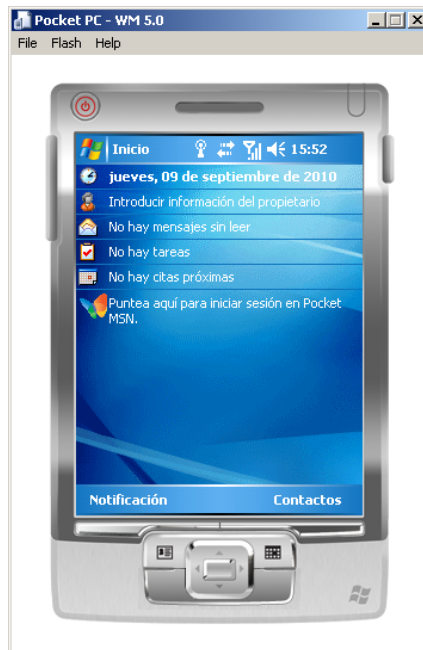 Pocket PC - WM 5.0
File Flash Help
Inicio 15:52
jueves, 09 de septiembre de 2010
Introducir información del propietario
No hay mensajes sin leer
No hay tareas
No hay citas próximas
Puntea aquí para iniciar sesión en Pocket
MSN.
Notificación Contactos